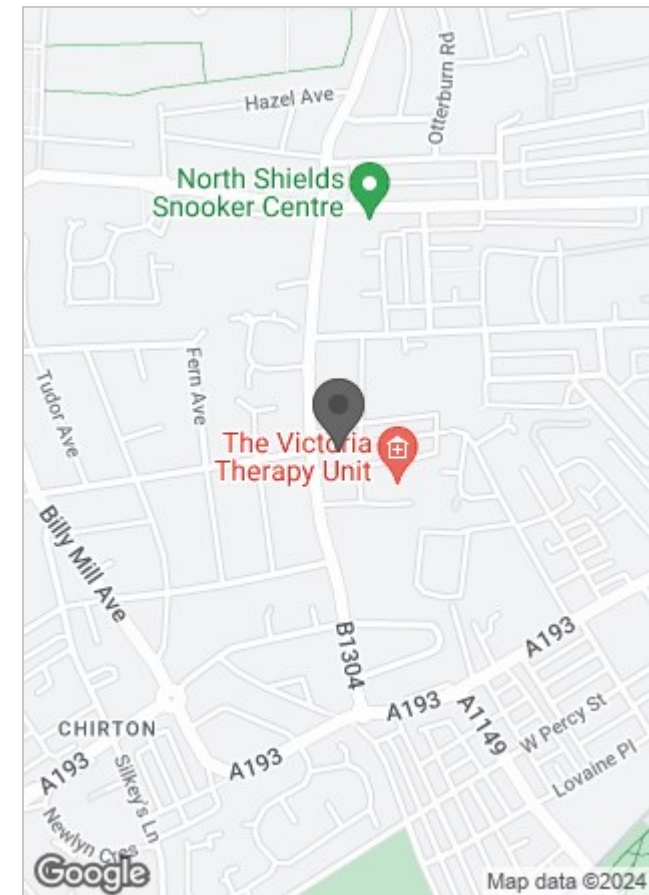 Hazel Ave
Otterburn Rd
North Shields
Snooker Centre
Tudor Ave
Fern Ave
The Victoria
Therapy Unit
Billy Mill Ave
B1304
A193
A193
A1149
W Percy St
CHIRTON
A193
A193
Silkey's Ln
Lovaine Pl
Newlyn Cres
Google
Map data ©2024